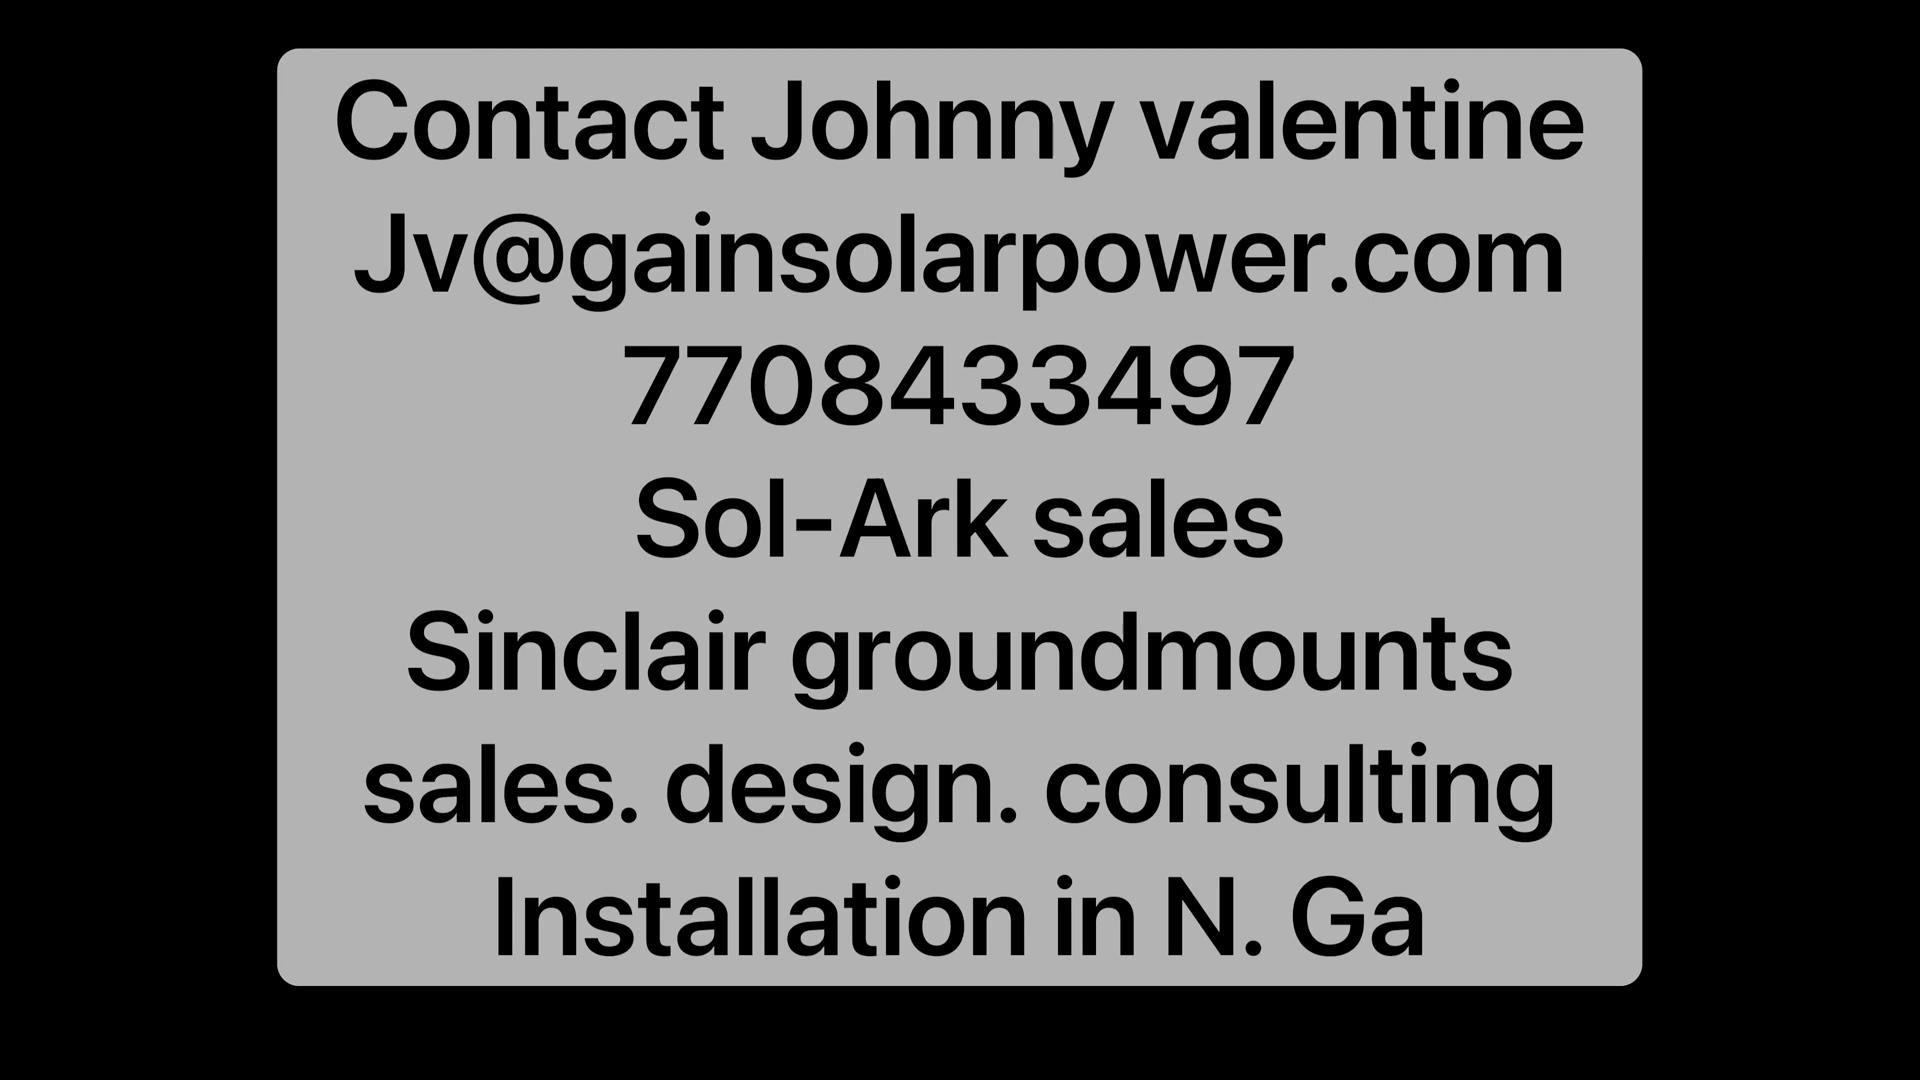 Contact Johnny valentine
Jv@gainsolarpower.com
7708433497
Sol-Ark sales
Sinclair groundmounts
sales. design. consulting
Installation in N. Ga